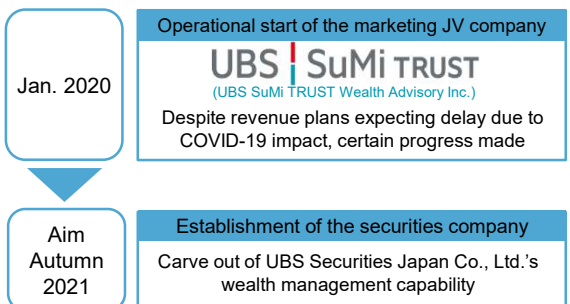 Jan. 2020
Operational start of the marketing JV company
UBS SuMi TRUST
(UBS SuMi TRUST Wealth Advisory Inc.)
Despite revenue plans expecting delay due to
COVID-19 impact, certain progress made
Aim
Autumn
2021
Establishment of the securities company
Carve out of UBS Securities Japan Co., Ltd.'s
wealth management capability